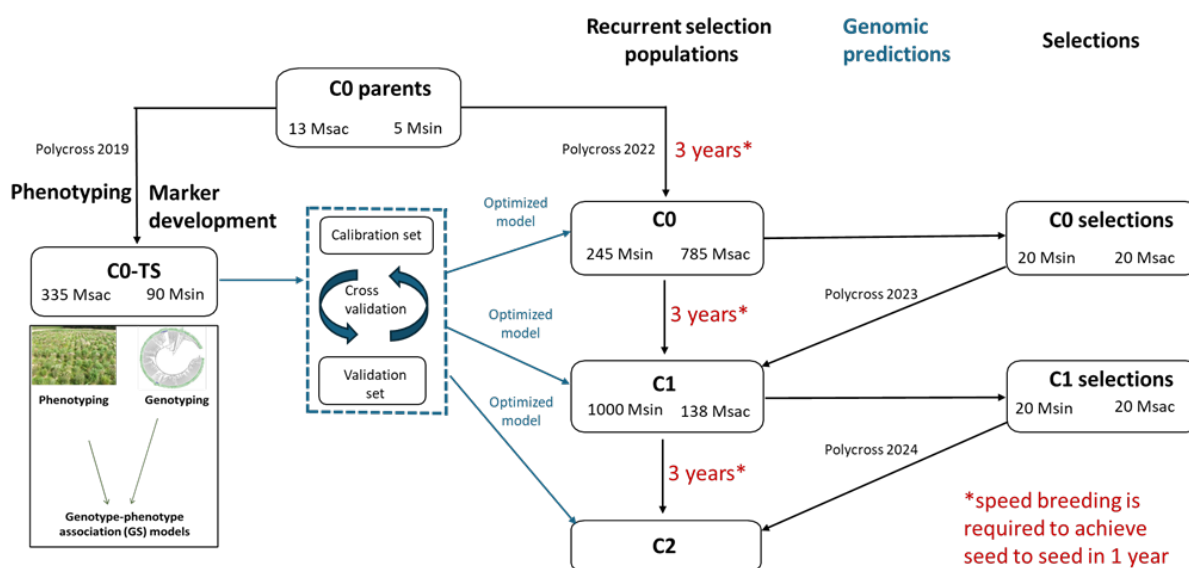 Recurrent selection
populations
Genomic
predictions
Selections
C0 parents
13 Msac 5 Msin
Polycross 2019
Polycross 2022
3 years*
Phenotyping
Marker
development
C0-TS
335 Msac 90 Msin
Calibration set
Cross
validation
Validation
set
Optimized
model
C0
245 Msin 785 Msac
C0 selections
20 Msin 20 Msac
Polycross 2023
3 years*
Optimized
model
C1
1000 Msin 138 Msac
C1 selections
20 Msin 20 Msac
Optimized
model
Polycross 2024
3 years*
C2
Phenotyping Genotyping
Genotype-phenotype
association (GS) models
*speed breeding is
required to achieve
seed to seed in 1 year